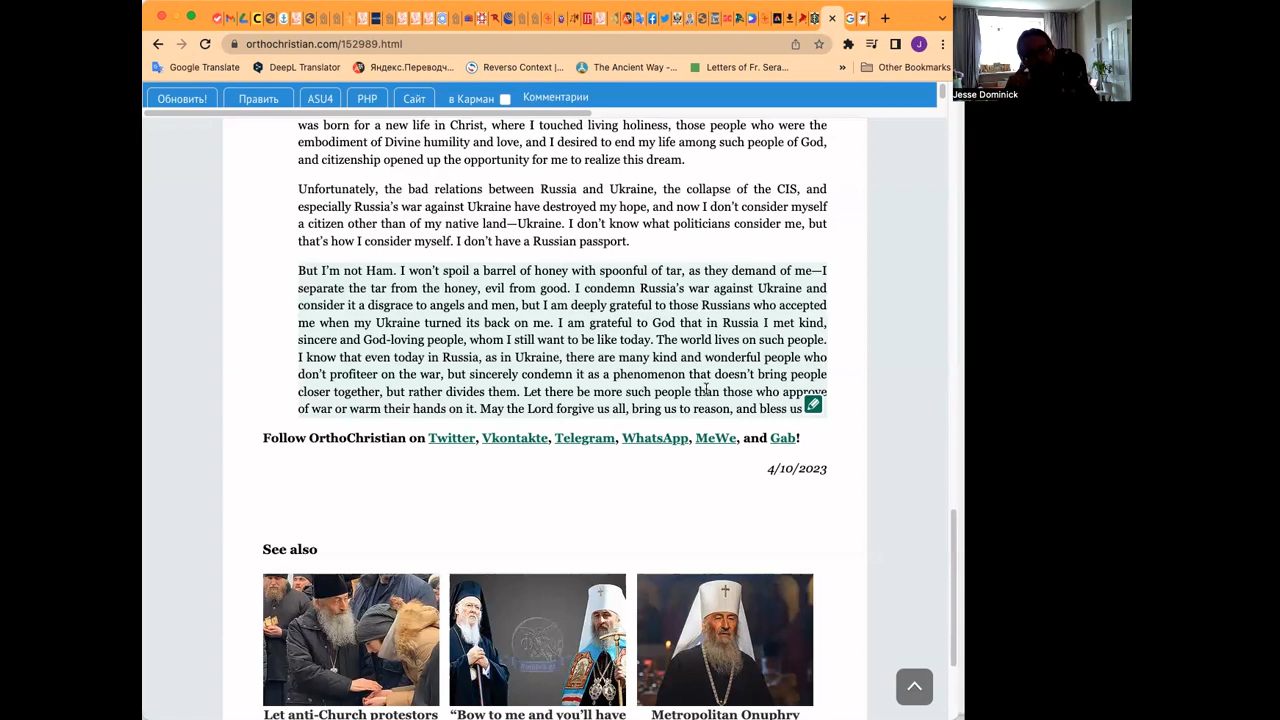 orthochristian.com/152989.html
Google Translate
DeepL Translator
Яндекс.Переводч...
Reverso Context |...
The Ancient Way -...
Letters of Fr. Sera...
»
Other Bookmarks
Jesse Dominick
Обновить!
Править
ASU4
PHP
Сайт
в Карман
Комментарии
was born for a new life in Christ, where I touched living holiness, those people who were the
embodiment of Divine humility and love, and I desired to end my life among such people of God,
and citizenship opened up the opportunity for me to realize this dream.
Unfortunately, the bad relations between Russia and Ukraine, the collapse of the CIS, and
especially Russia's war against Ukraine have destroyed my hope, and now I don't consider myself
a citizen other than of my native land—Ukraine. I don't know what politicians consider me, but
that's how I consider myself. I don't have a Russian passport.
But I'm not Ham. I won't spoil a barrel of honey with spoonful of tar, as they demand of me—I
separate the tar from the honey, evil from good. I condemn Russia's war against Ukraine and
consider it a disgrace to angels and men, but I am deeply grateful to those Russians who accepted
me when my Ukraine turned its back on me. I am grateful to God that in Russia I met kind,
sincere and God-loving people, whom I still want to be like today. The world lives on such people.
I know that even today in Russia, as in Ukraine, there are many kind and wonderful people who
don't profiteer on the war, but sincerely condemn it as a phenomenon that doesn't bring people
closer together, but rather divides them. Let there be more such people than those who approve
of war or warm their hands on it. May the Lord forgive us all, bring us to reason, and bless us
Follow OrthoChristian on Twitter, Vkontakte, Telegram, WhatsApp, MeWe, and Gab!
4/10/2023
See also
Let anti-Church protestors
"Bow to me and you'll have
Metropolitan Onuphry